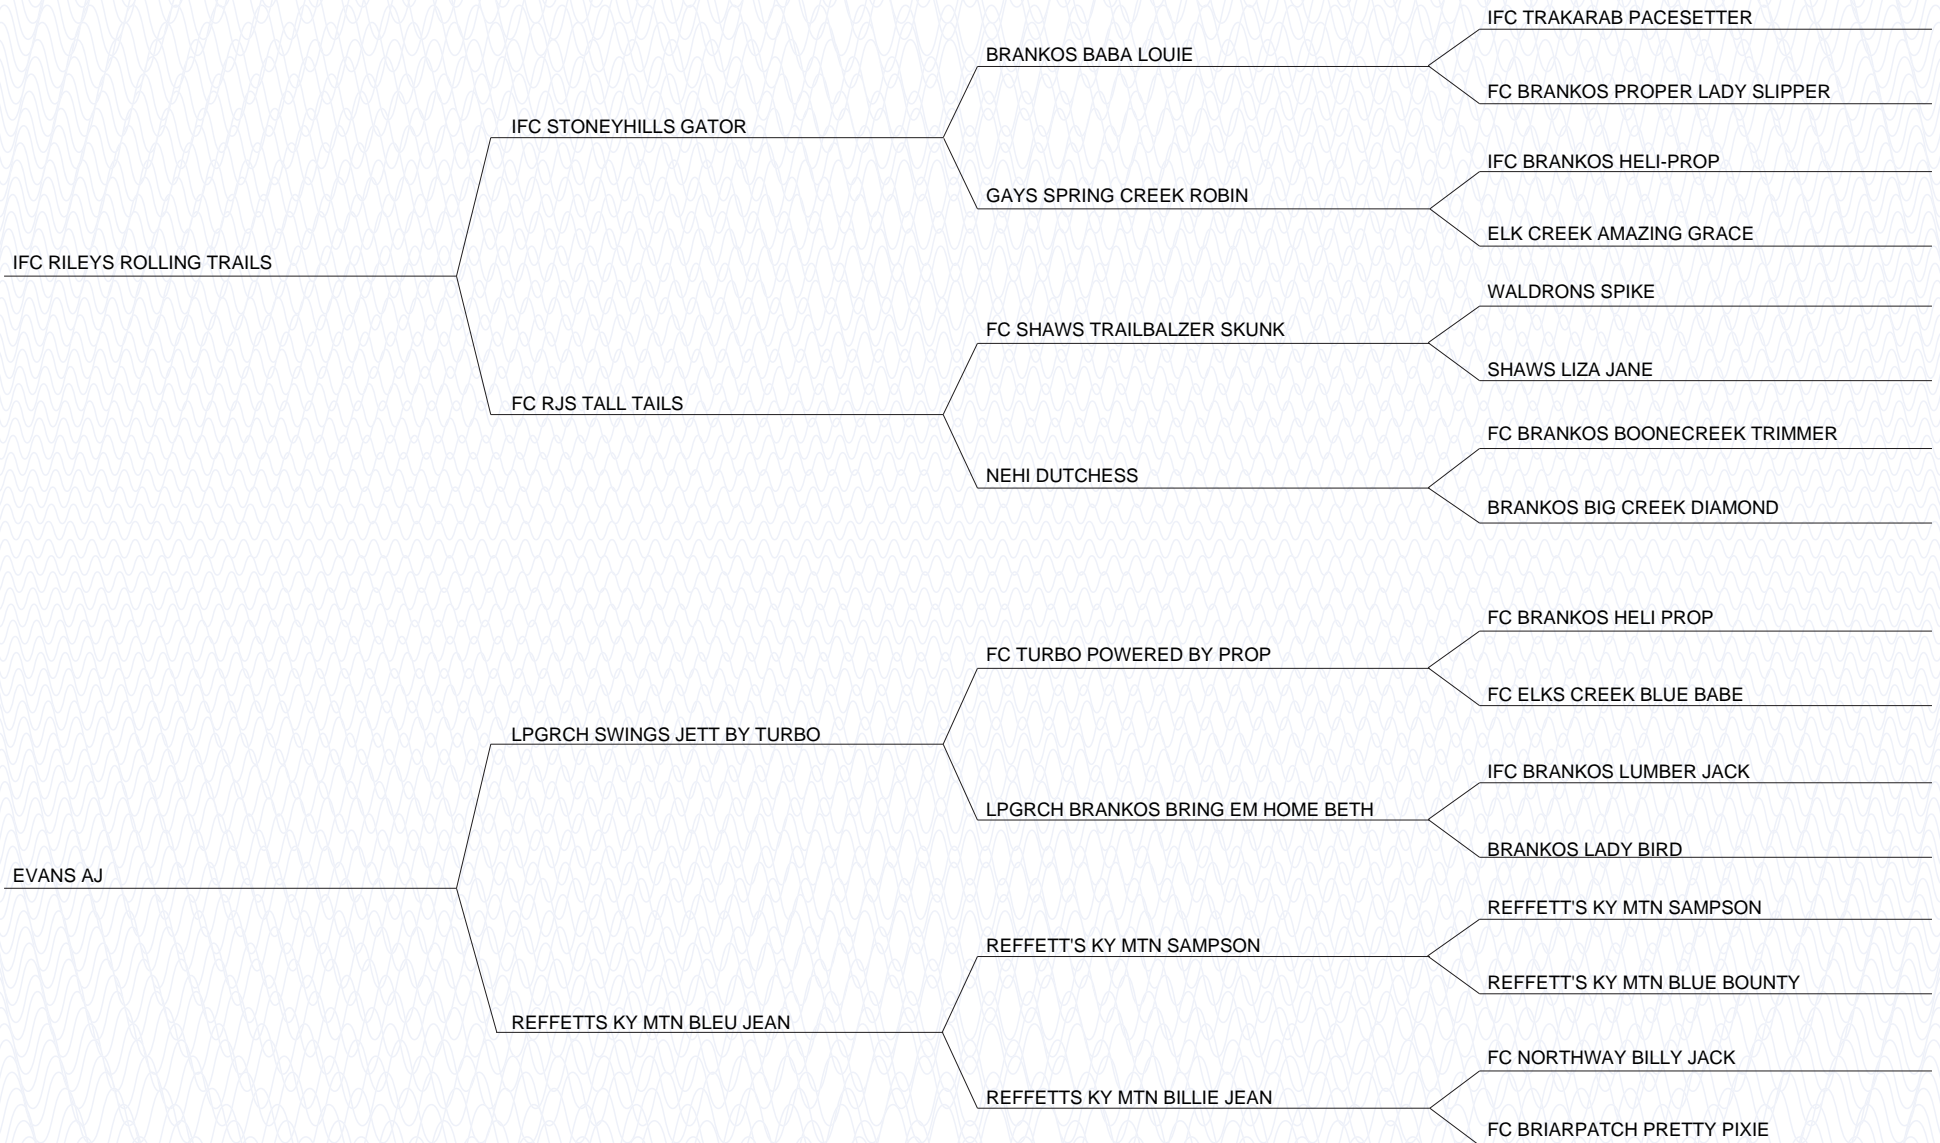 IFC TRAKARAB PACESETTER
BRANKOS BABA LOUIE
FC BRANKOS PROPER LADY SLIPPER
IFC STONEYHILLS GATOR
IFC BRANKOS HELI-PROP
GAYS SPRING CREEK ROBIN
ELK CREEK AMAZING GRACE
IFC RILEYS ROLLING TRAILS
WALDRONS SPIKE
FC SHAWS TRAILBALZER SKUNK
SHAWS LIZA JANE
FC RJS TALL TAILS
FC BRANKOS BOONECREEK TRIMMER
NEHI DUTCHESS
BRANKOS BIG CREEK DIAMOND
FC BRANKOS HELI PROP
FC TURBO POWERED BY PROP
FC ELKS CREEK BLUE BABE
LPGRCH SWINGS JETT BY TURBO
IFC BRANKOS LUMBER JACK
LPGRCH BRANKOS BRING EM HOME BETH
BRANKOS LADY BIRD
EVANS AJ
REFFETT'S KY MTN SAMPSON
REFFETT'S KY MTN SAMPSON
REFFETT'S KY MTN BLUE BOUNTY
REFFETTS KY MTN BLEU JEAN
FC NORTHWAY BILLY JACK
REFFETTS KY MTN BILLIE JEAN
FC BRIARPATCH PRETTY PIXIE